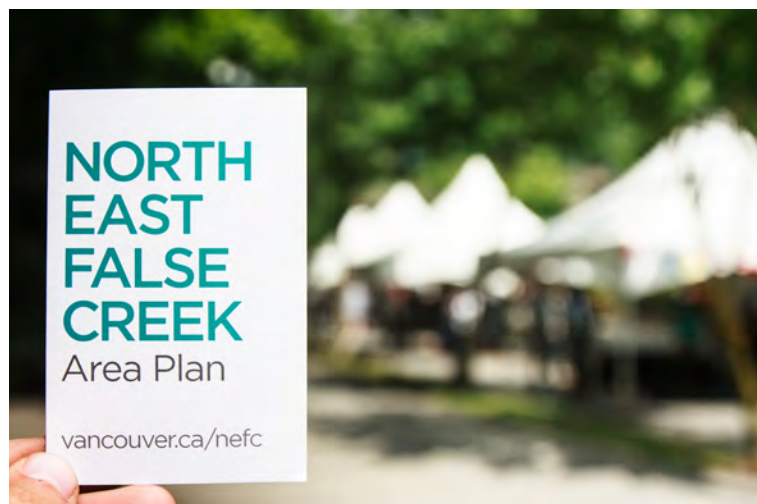 NORTH
EAST
FALSE
CREEK
Area Plan
vancouver.ca/nefc